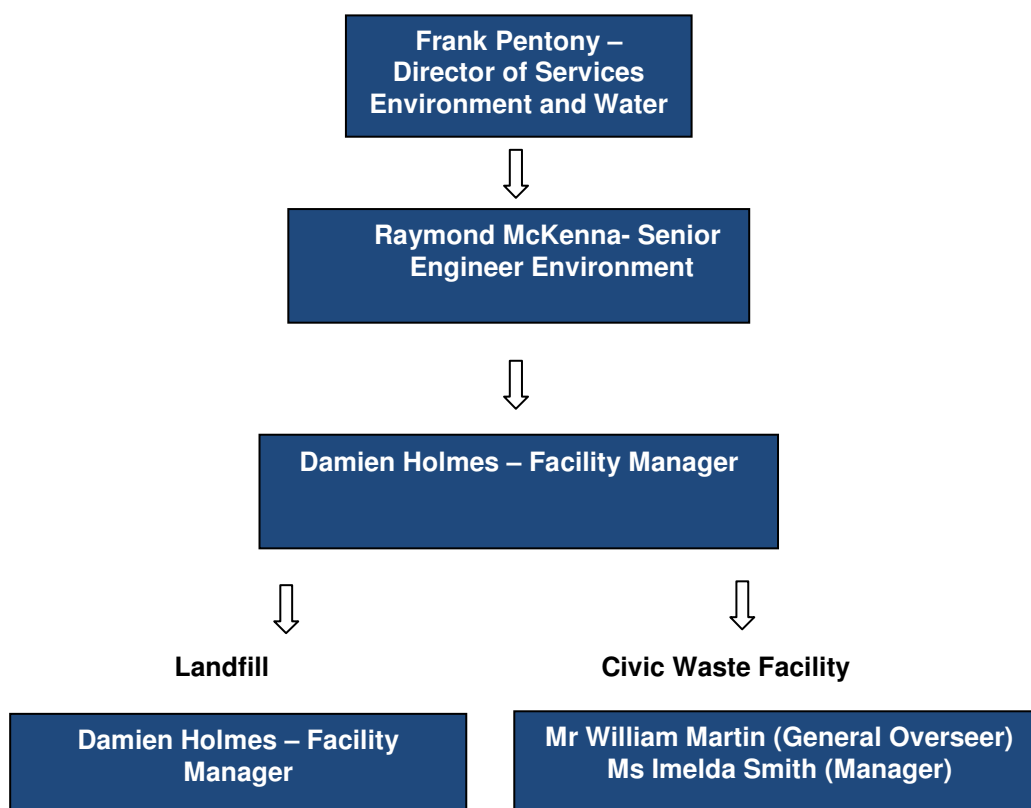 Frank Pentony –
Director of Services
Environment and Water
Raymond McKenna- Senior
Engineer Environment
Damien Holmes – Facility Manager
Landfill
Civic Waste Facility
Damien Holmes – Facility
Manager
Mr William Martin (General Overseer)
Ms Imelda Smith (Manager)